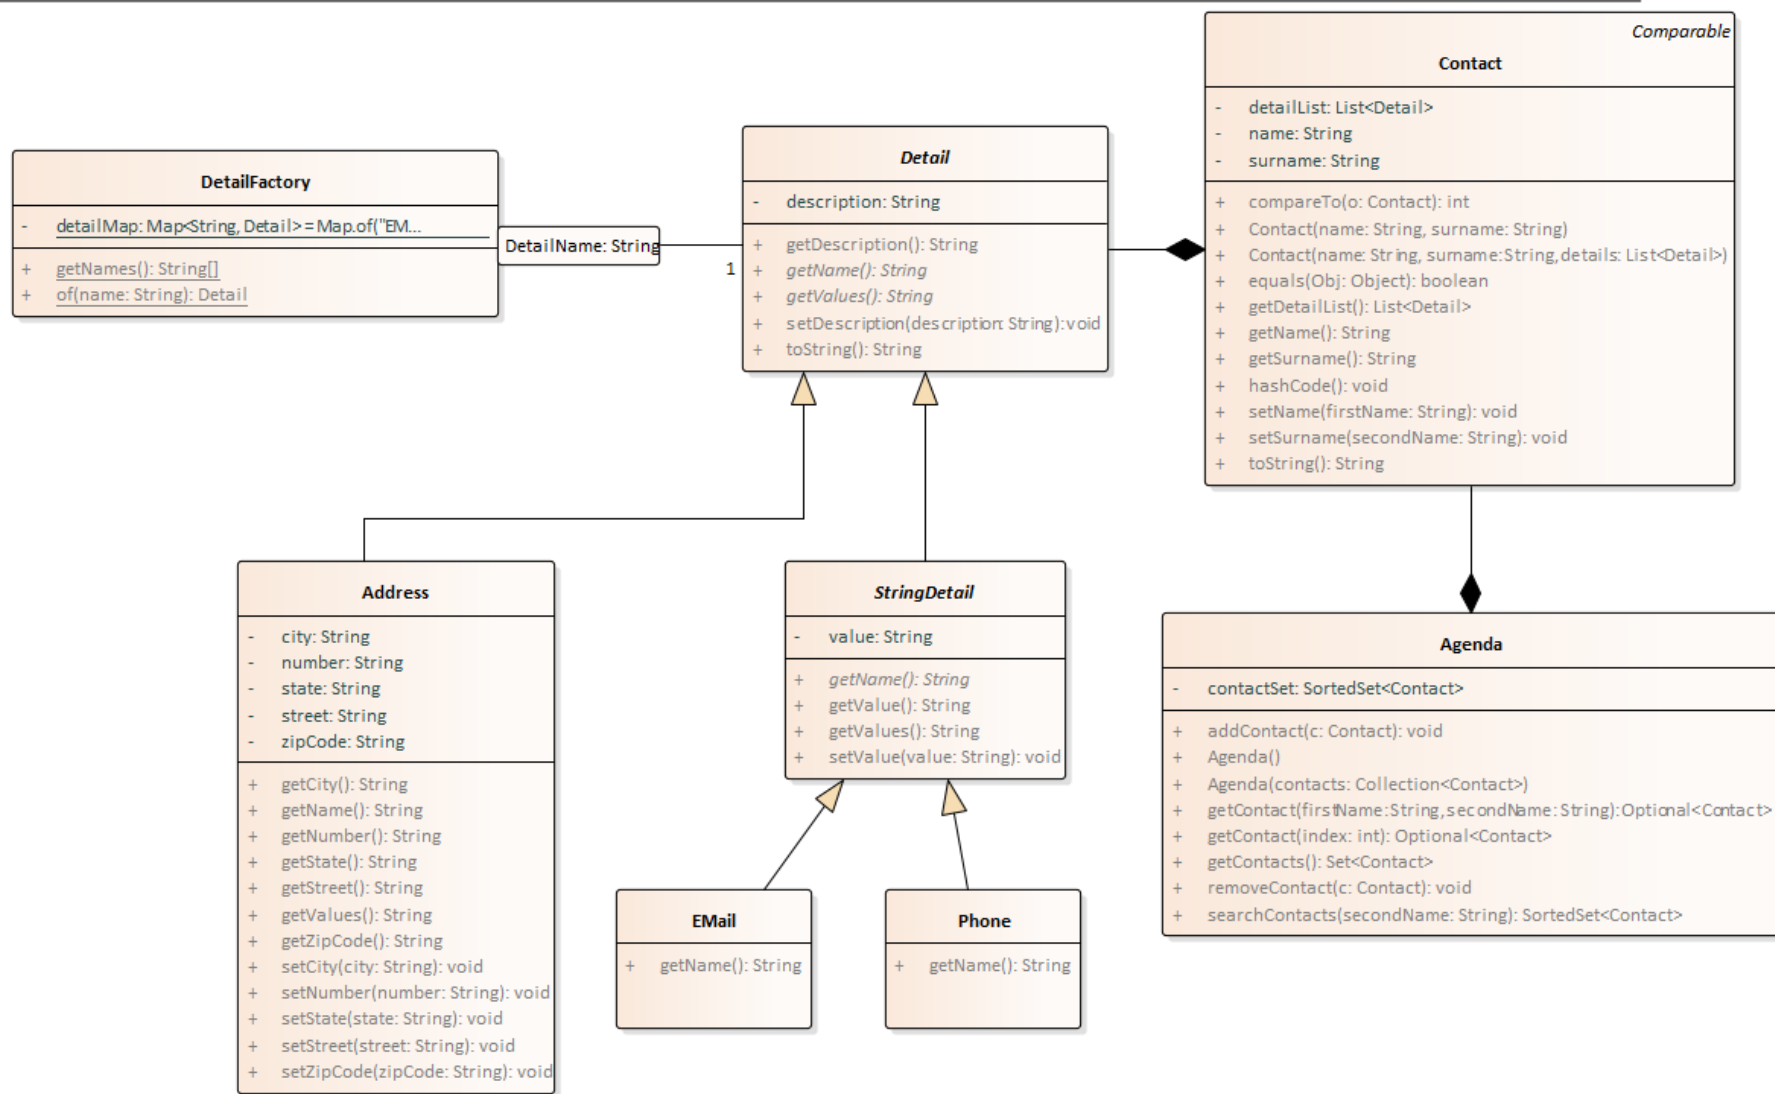 DetailFactory
- detailMap: Map<String, Detail> = Map.of("EM...
+ getNames(): String[]
+ of(name: String): Detail
DetailName: String
1
Detail
- description: String
+ getDescription(): String
+ getName(): String
+ getValues(): String
+ setDescription(description: String):void
+ toString(): String
Comparable
Contact
- detailList: List<Detail>
- name: String
- surname: String
+ compareTo(o: Contact): int
+ Contact(name: String, surname: String)
+ Contact(name: String, surname:String,details: List<Detail>)
+ equals(Obj: Object): boolean
+ getDetailList(): List<Detail>
+ getName(): String
+ getSurname(): String
+ hashCode(): void
+ setName(firstName: String): void
+ setSurname(secondName: String): void
+ toString(): String
Address
- city: String
- number: String
- state: String
- street: String
- zipCode: String
+ getCity(): String
+ getName(): String
+ getNumber(): String
+ getState(): String
+ getStreet(): String
+ getValues(): String
+ getZipCode(): String
+ setCity(city: String): void
+ setNumber(number: String): void
+ setState(state: String): void
+ setStreet(street: String): void
+ setZipCode(zipCode: String): void
StringDetail
- value: String
+ getName(): String
+ getValue(): String
+ getValues(): String
+ setValue(value: String): void
EMail
+ getName(): String
Phone
+ getName(): String
Agenda
- contactSet: SortedSet<Contact>
+ addContact(c: Contact): void
+ Agenda()
+ Agenda(contacts: Collection<Contact>)
+ getContact(firstName:String,secondName:String):Optional<Contact>
+ getContact(index: int): Optional<Contact>
+ getContacts(): Set<Contact>
+ removeContact(c: Contact): void
+ searchContacts(secondName: String): SortedSet<Contact>